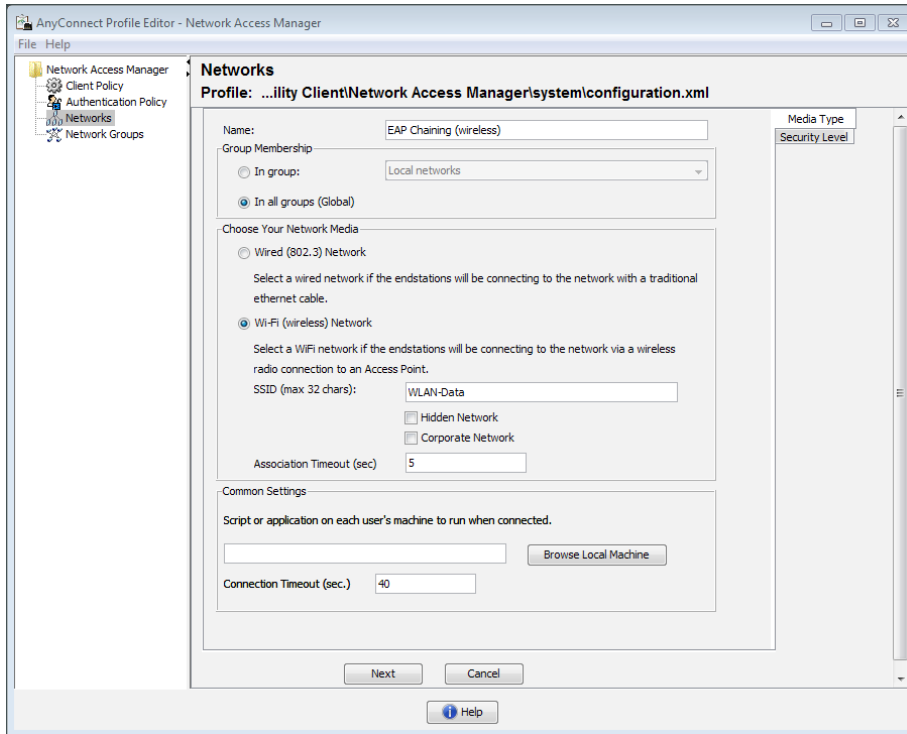 AnyConnect Profile Editor - Network Access Manager
File Help
Network Access Manager
Client Policy
Authentication Policy
Networks
Network Groups
Networks
Profile: ...ility Client\Network Access Manager\system\configuration.xml
Media Type
Security Level
Name: EAP Chaining (wireless)
Group Membership
In group: Local networks
In all groups (Global)
Choose Your Network Media
Wired (802.3) Network
Select a wired network if the endstations will be connecting to the network with a traditional
ethernet cable.
Wi-Fi (wireless) Network
Select a WiFi network if the endstations will be connecting to the network via a wireless
radio connection to an Access Point.
SSID (max 32 chars): WLAN-Data
Hidden Network
Corporate Network
Association Timeout (sec) 5
Common Settings
Script or application on each user's machine to run when connected.
Browse Local Machine
Connection Timeout (sec.) 40
Next Cancel
Help